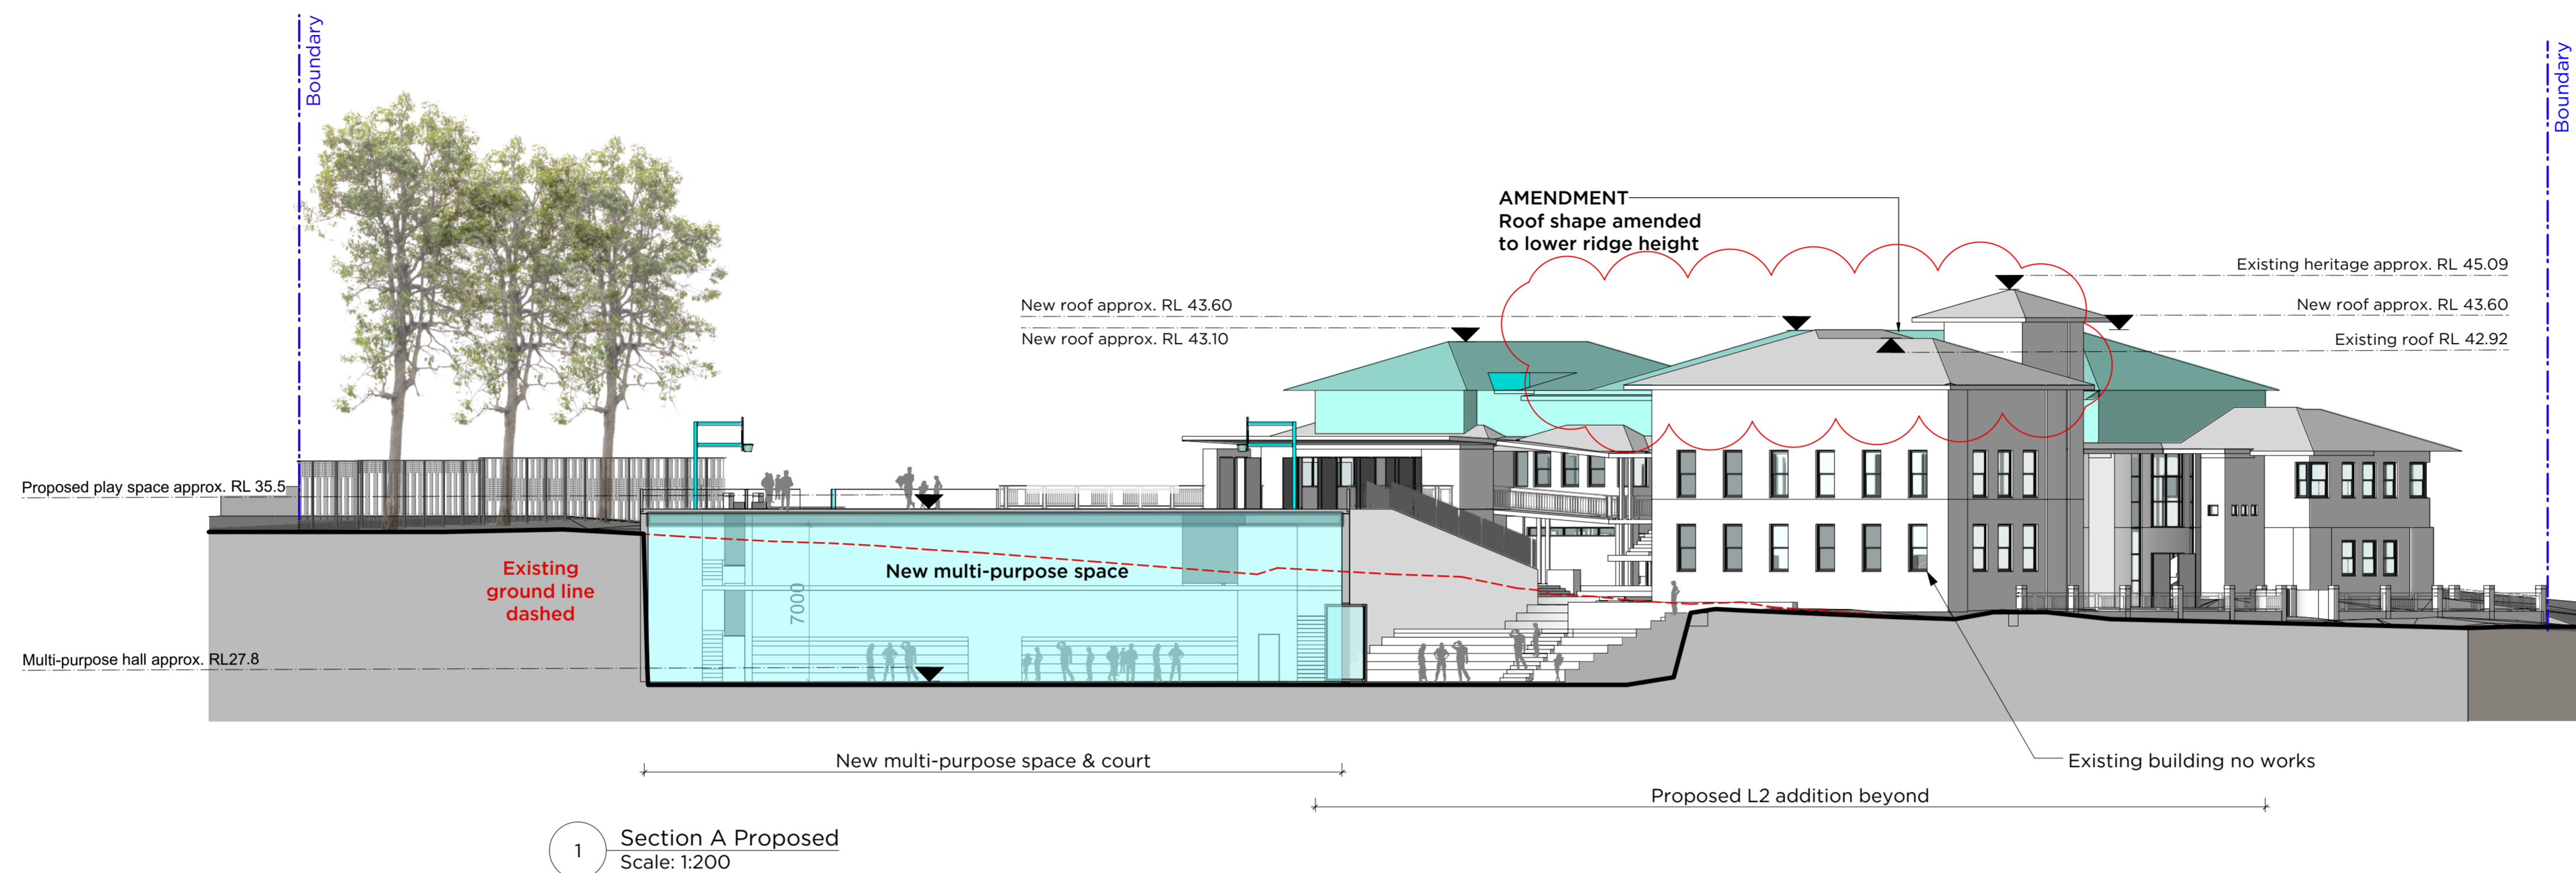 Boundary
Boundary
AMENDMENT
Roof shape amended
to lower ridge height
Existing heritage approx. RL 45.09
New roof approx. RL 43.60
New roof approx. RL 43.60
New roof approx. RL 43.10
Existing roof RL 42.92
Proposed play space approx. RL 35.5
Existing
ground line
dashed
New multi-purpose space
7000
Multi-purpose hall approx. RL27.8
New multi-purpose space & court
Existing building no works
Proposed L2 addition beyond
1
Section A Proposed
Scale: 1:200